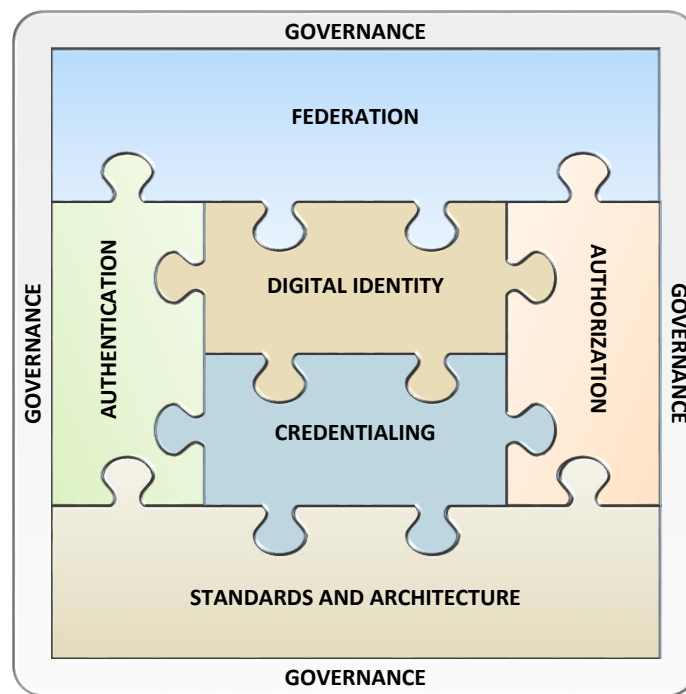 GOVERNANCE
FEDERATION
GOVERNANCE
AUTHENTICATION
DIGITAL IDENTITY
AUTHORIZATION
GOVERNANCE
CREDENTIALING
STANDARDS AND ARCHITECTURE
GOVERNANCE